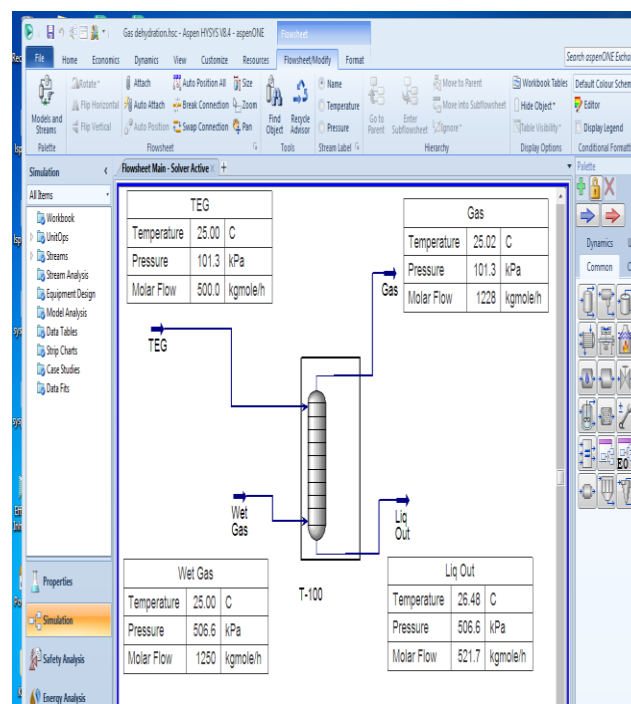 Gas dehydration.hsc - Aspen HYSYS V8.4 - aspenONE
Flowsheet
File Home Economics Dynamics View Customize Resources Flowsheet/Modify Format
Search aspenONE Excha
Rotate
Flip Horizontal
Flip Vertical
Models and Streams
Palette
Attach
Auto Attach
Auto Position
Auto Position All
Break Connection
Swap Connection
Size
Zoom
Pan
Flowsheet
Find Object
Recycle Advisor
Tools
Name
Temperature
Pressure
Stream Label
Go to Parent
Enter Subflowsheet
Move to Parent
Move into Subflowsheet
Ignore
Hierarchy
Workbook Tables
Hide Object
Table Visibility
Display Options
Default Colour Schem
Editor
Display Legend
Conditional Formatti
Simulation
All Items
Workbook
UnitOps
Streams
Stream Analysis
Equipment Design
Model Analysis
Data Tables
Strip Charts
Case Studies
Data Fits
Properties
Simulation
Safety Analysis
Energy Analysis
Flowsheet Main - Solver Active × +
TEG
Temperature 25.00 C
Pressure 101.3 kPa
Molar Flow 500.0 kgmole/h
Gas
Temperature 25.02 C
Pressure 101.3 kPa
Molar Flow 1228 kgmole/h
TEG
Gas
Wet
Gas
Liq
Out
T-100
Wet Gas
Temperature 25.00 C
Pressure 506.6 kPa
Molar Flow 1250 kgmole/h
Liq Out
Temperature 26.48 C
Pressure 506.6 kPa
Molar Flow 521.7 kgmole/h
Palette
Dynamics
Common
EO